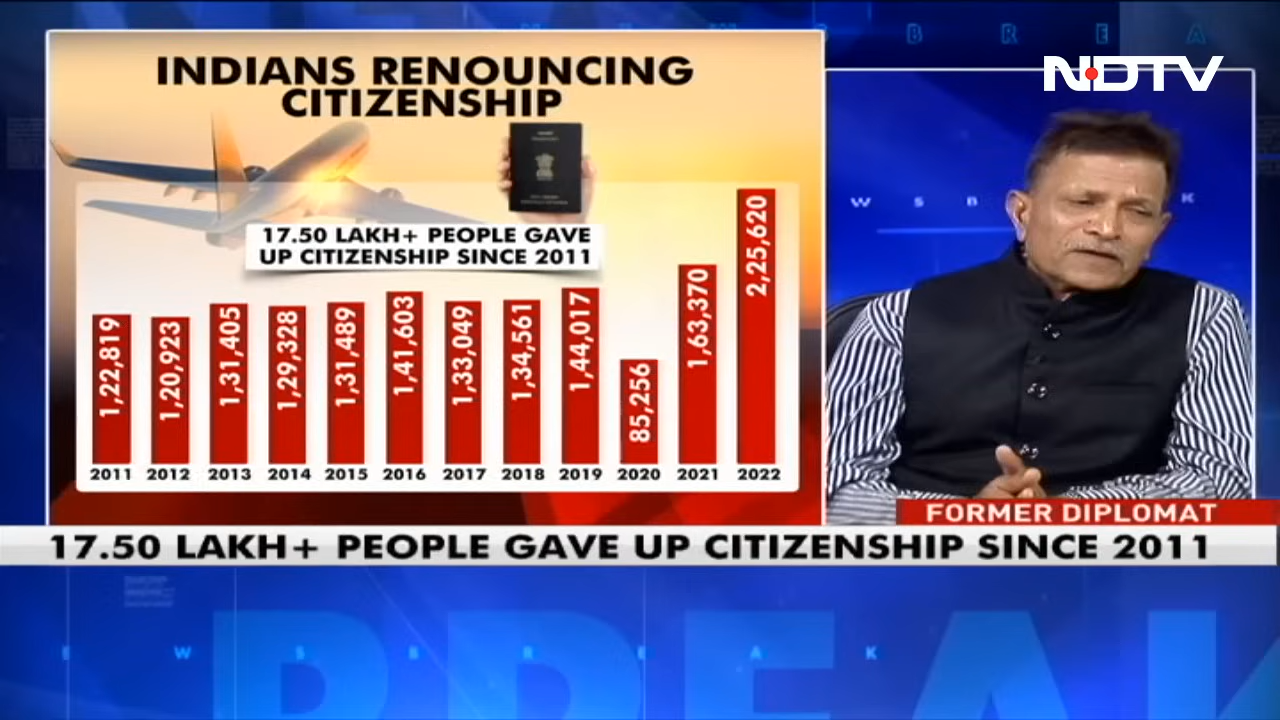 INDIANS RENOUNCING
CITIZENSHIP
17.50 LAKH+ PEOPLE GAVE
UP CITIZENSHIP SINCE 2011
1,22,819
1,20,923
1,31,405
1,29,328
1,31,489
1,41,603
1,33,049
1,34,561
1,44,017
85,256
1,63,370
2,25,620
2011 2012 2013 2014 2015 2016 2017 2018 2019 2020 2021 2022
NDTV
W S B K
FORMER DIPLOMAT
17.50 LAKH+ PEOPLE GAVE UP CITIZENSHIP SINCE 2011
E W S B R E A K
BREAK